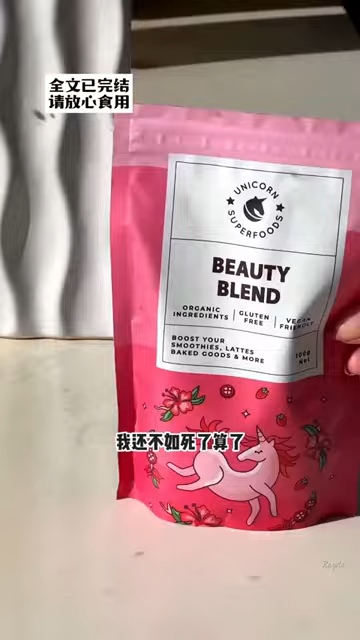 全文已完结
请放心食用
UNICORN
SUPERFOODS
BEAUTY
BLEND
ORGANIC
INGREDIENTS
GLUTEN
FREE
VEGAN
FRIENDLY
BOOST YOUR
SMOOTHIES, LATTES
BAKED GOODS & MORE
100g
Net
我还不如死了算了